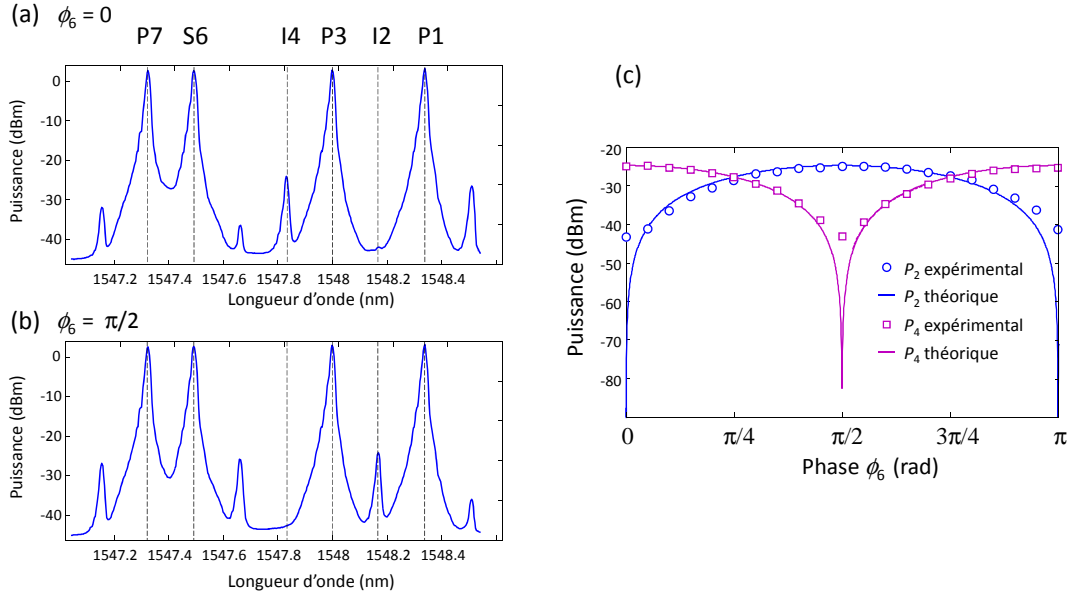 (a) ϕ6 = 0
P7 S6 I4 P3 I2 P1
Puissance (dBm)
0
-10
-20
-30
-40
1547.2 1547.4 1547.6 1547.8 1548 1548.2 1548.4
Longueur d'onde (nm)
(b) ϕ6 = π/2
Puissance (dBm)
0
-10
-20
-30
-40
1547.2 1547.4 1547.6 1547.8 1548 1548.2 1548.4
Longueur d'onde (nm)
(c)
Puissance (dBm)
-20
-30
-40
-50
-60
-70
-80
P2 expérimental
P2 théorique
P4 expérimental
P4 théorique
0 π/4 π/2 3π/4 π
Phase ϕ6 (rad)